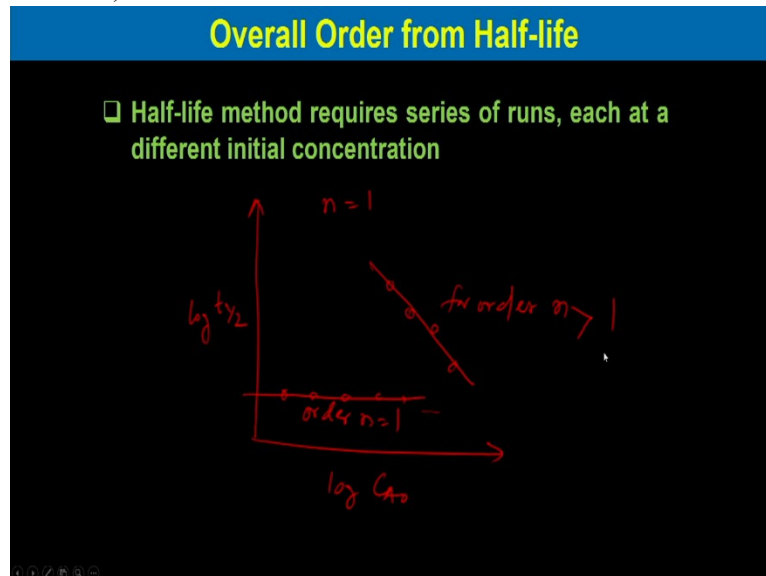 Overall Order from Half-life
Half-life method requires series of runs, each at a
different initial concentration
n = 1
log t1/2
for order n > 1
order n = 1
log CA0